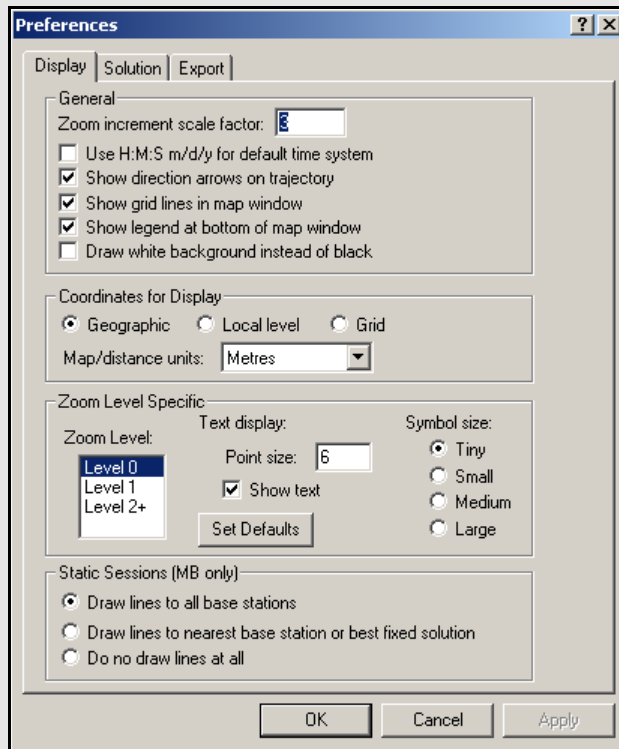 Preferences
Display Solution Export
General
Zoom increment scale factor: 3
Use H:M:S m/d/y for default time system
Show direction arrows on trajectory
Show grid lines in map window
Show legend at bottom of map window
Draw white background instead of black
Coordinates for Display
Geographic Local level Grid
Map/distance units: Metres
Zoom Level Specific
Zoom Level:
Level 0
Level 1
Level 2+
Text display:
Point size: 6
Show text
Set Defaults
Symbol size:
Tiny
Small
Medium
Large
Static Sessions (MB only)
Draw lines to all base stations
Draw lines to nearest base station or best fixed solution
Do no draw lines at all
OK Cancel Apply